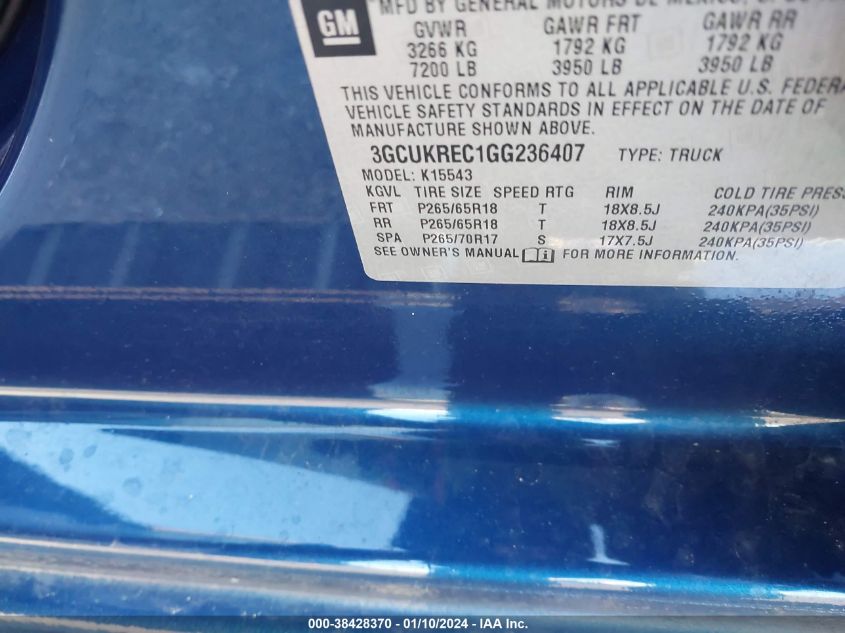 GM
MFD BY GENERAL MOTORS DE MEXICO,
GVWR GAWR FRT GAWR RR
3266 KG 1792 KG 1792 KG
7200 LB 3950 LB 3950 LB
THIS VEHICLE CONFORMS TO ALL APPLICABLE U.S. FEDERA
VEHICLE SAFETY STANDARDS IN EFFECT ON THE DATE OF
MANUFACTURE SHOWN ABOVE.
3GCUKREC1GG236407 TYPE: TRUCK
MODEL: K15543
KGVL TIRE SIZE SPEED RTG RIM COLD TIRE PRESS
FRT P265/65R18 T 18X8.5J 240KPA(35PSI)
RR P265/65R18 T 18X8.5J 240KPA(35PSI)
SPA P265/70R17 S 17X7.5J 240KPA(35PSI)
SEE OWNER'S MANUAL FOR MORE INFORMATION.
000-38428370 - 01/10/2024 - IAA Inc.